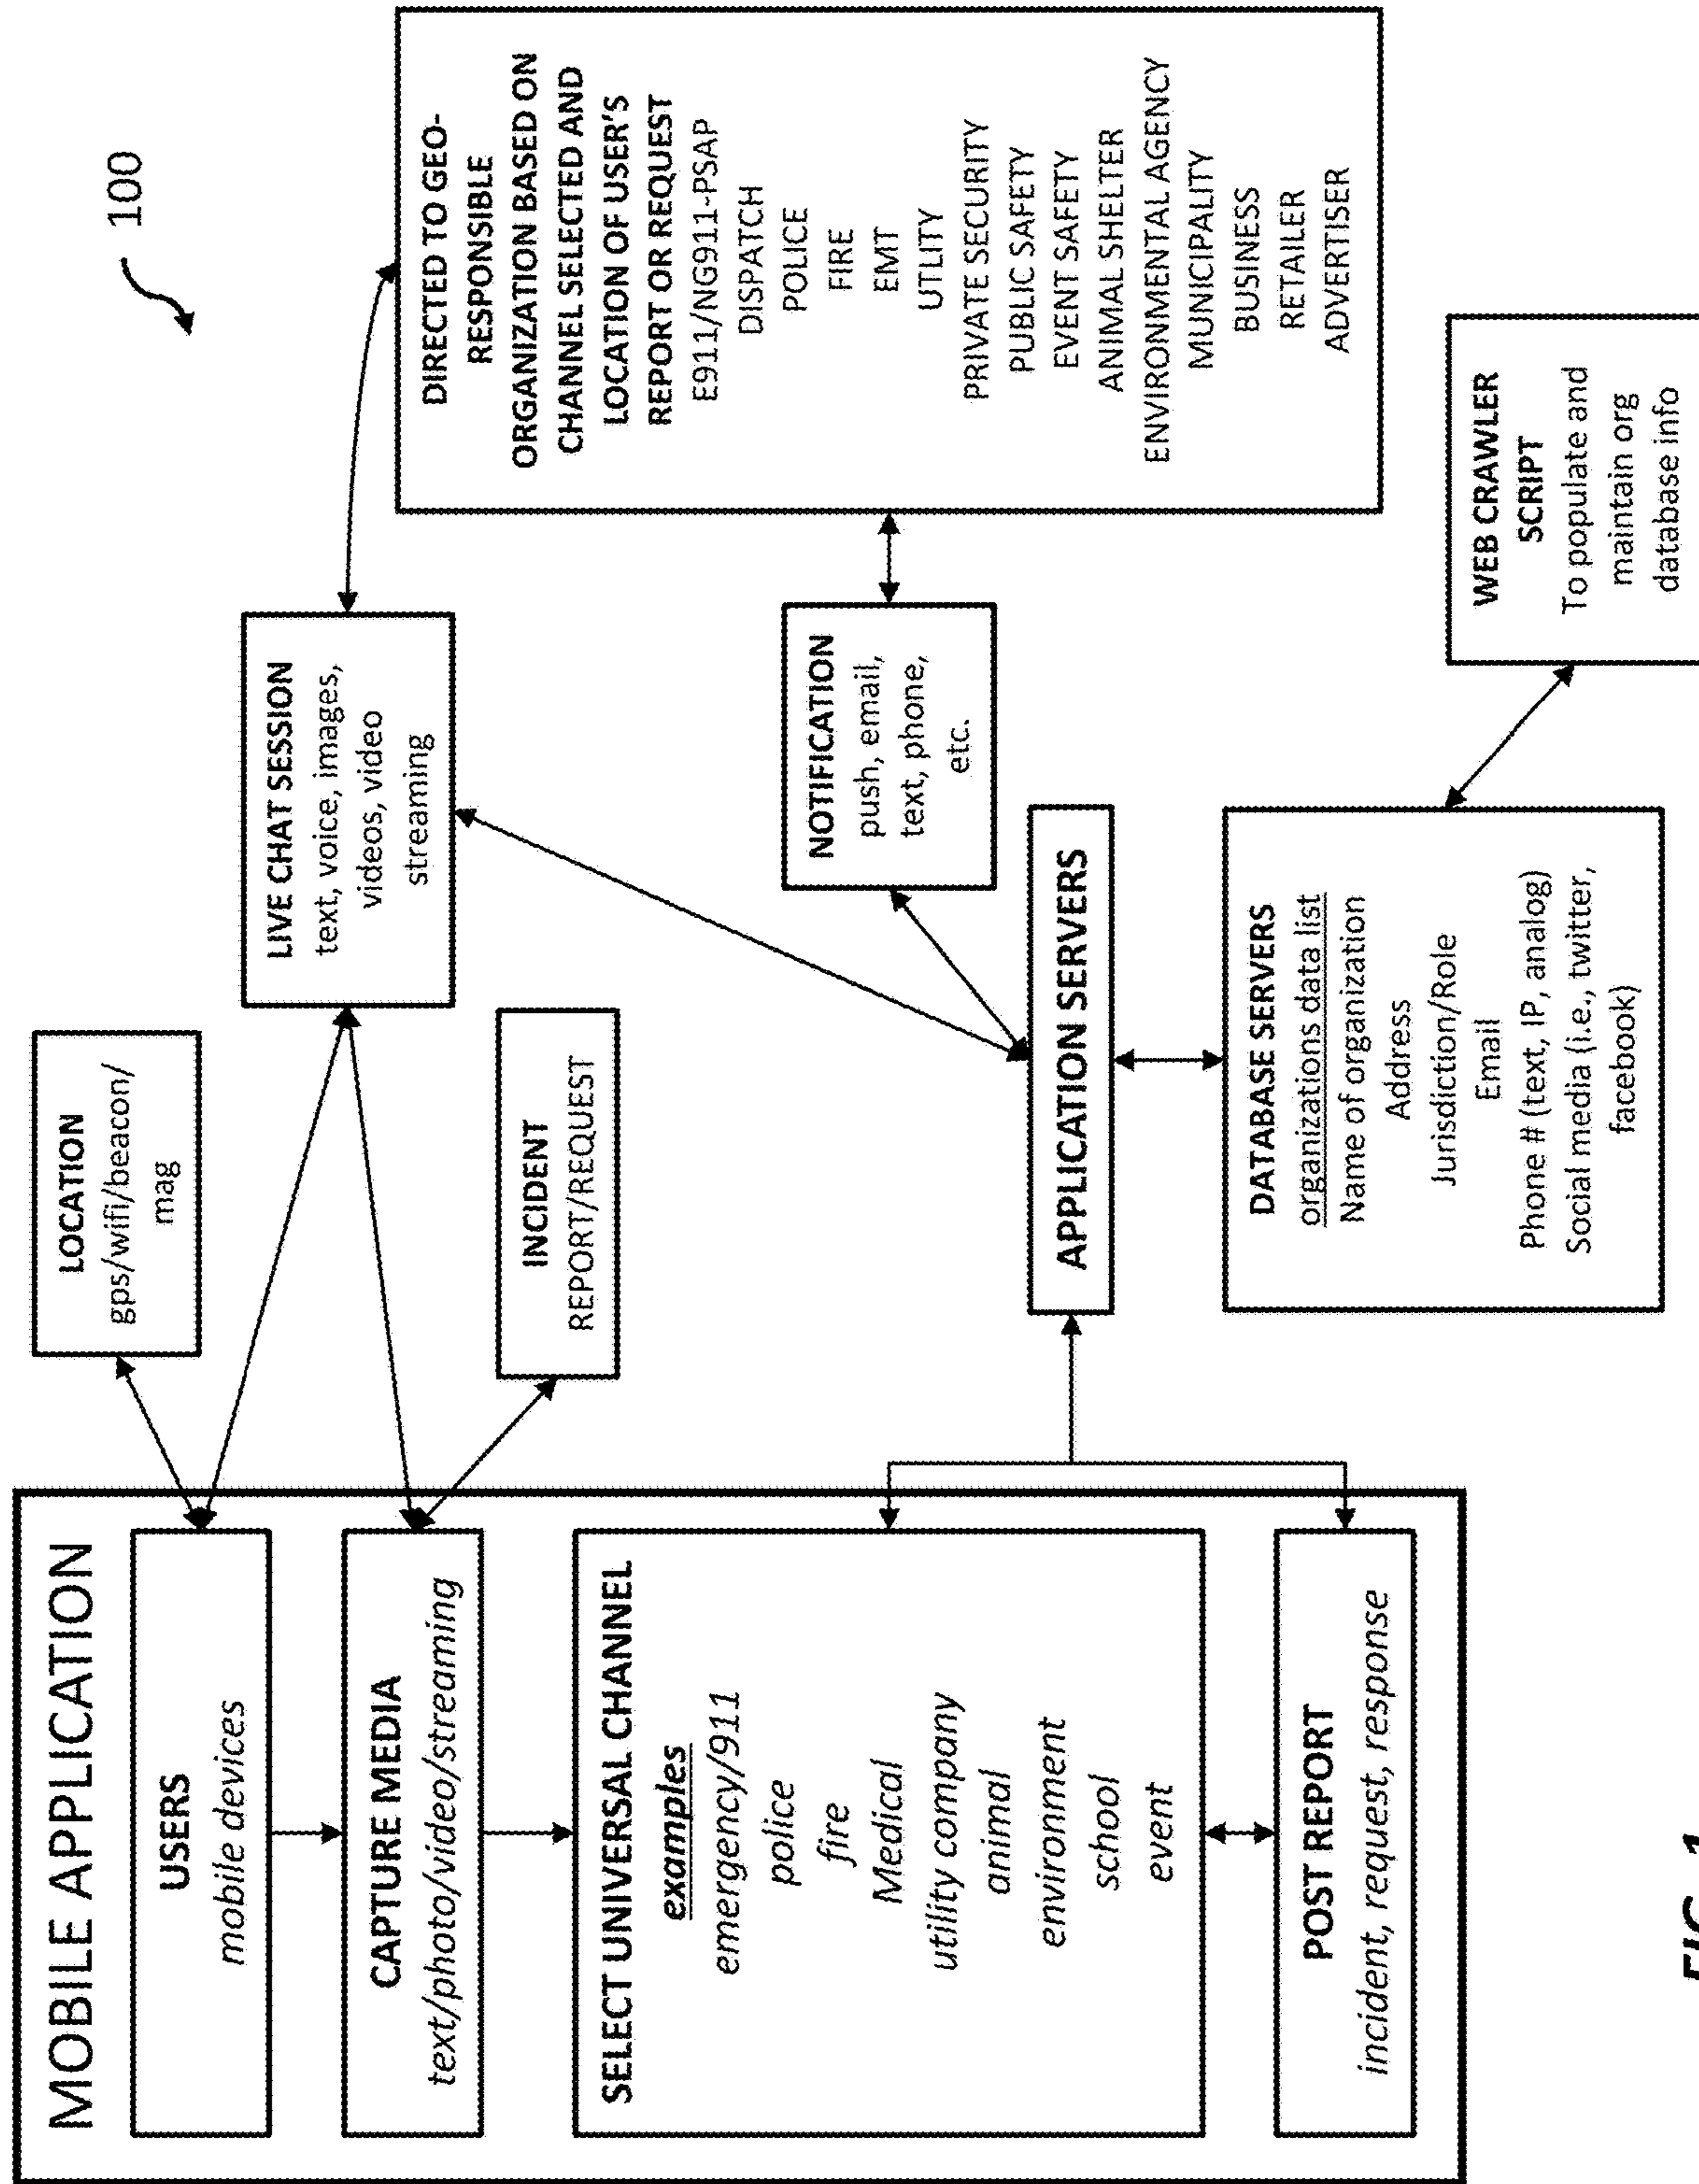 100
MOBILE APPLICATION
USERS
mobile devices
CAPTURE MEDIA
text/photo/video/streaming
SELECT UNIVERSAL CHANNEL
examples
emergency/911
police
fire
Medical
utility company
animal
environment
school
event
POST REPORT
incident, request, response
LOCATION
gps/wifi/beacon/
mag
INCIDENT
REPORT/REQUEST
LIVE CHAT SESSION
text, voice, images,
videos, video
streaming
NOTIFICATION
push, email,
text, phone,
etc.
APPLICATION SERVERS
DATABASE SERVERS
organizations data list
Name of organization
Address
Jurisdiction/Role
Email
Phone # (text, IP, analog)
Social media (i.e., twitter,
facebook)
DIRECTED TO GEO-
RESPONSIBLE
ORGANIZATION BASED ON
CHANNEL SELECTED AND
LOCATION OF USER'S
REPORT OR REQUEST
E911/NG911-PSAP
DISPATCH
POLICE
FIRE
EMT
UTLITY
PRIVATE SECURITY
PUBLIC SAFETY
EVENT SAFETY
ANIMAL SHELTER
ENVIRONMENTAL AGENCY
MUNICIPALITY
BUSINESS
RETAILER
ADVERTISER
WEB CRAWLER
SCRIPT
To populate and
maintain org
database info
FIG. 1